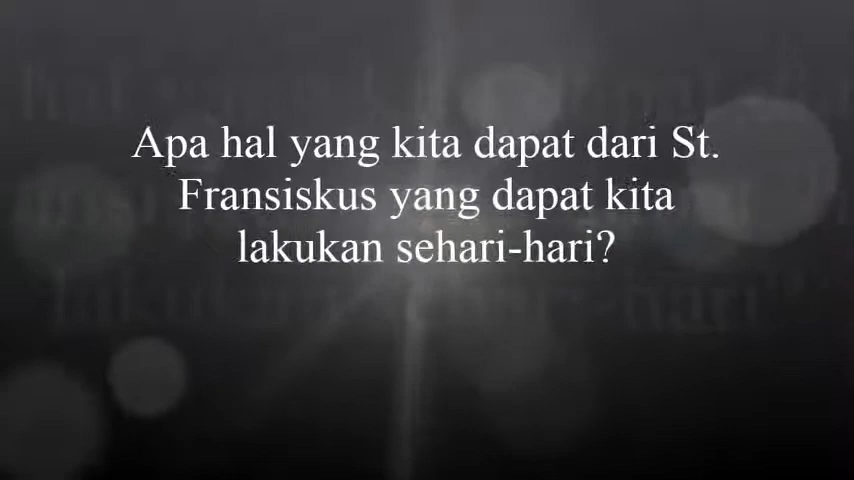 Apa hal yang kita dapat dari St.
Fransiskus yang dapat kita
lakukan sehari-hari?